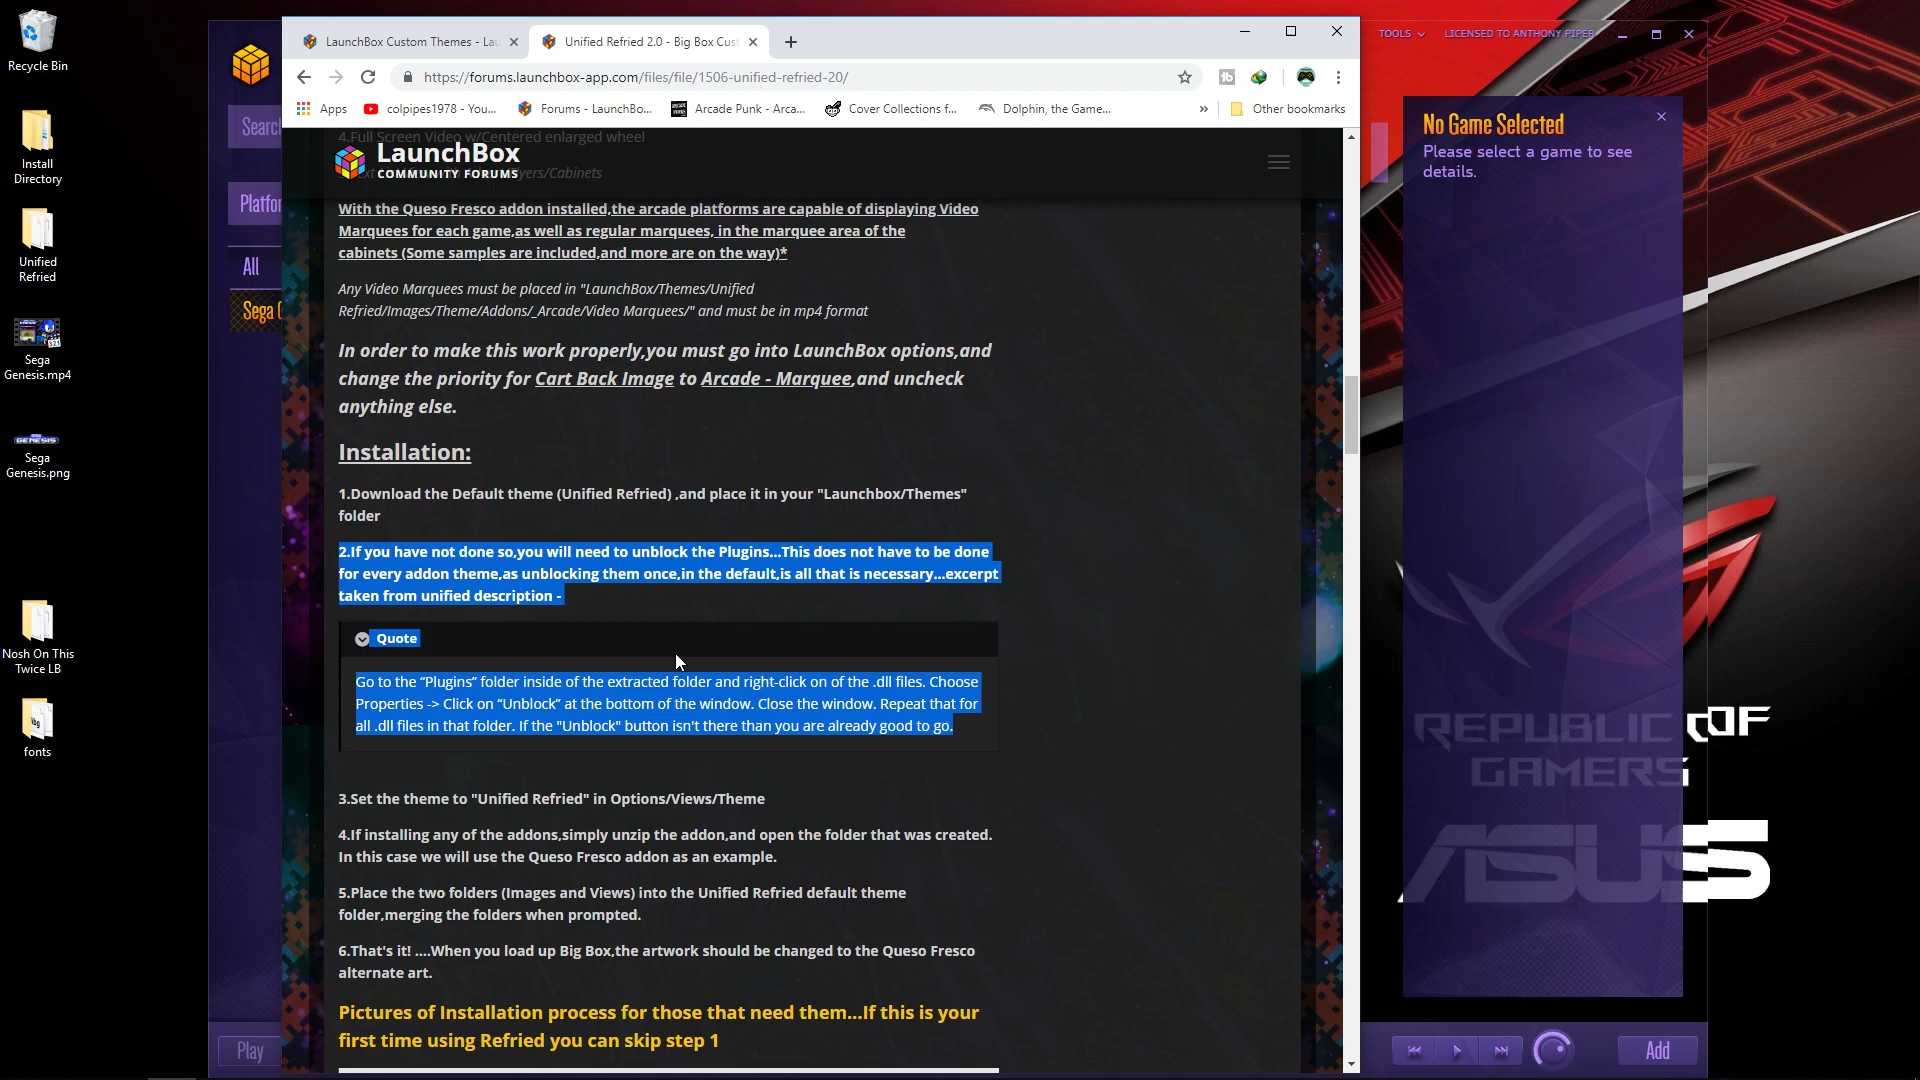 Recycle Bin
Install
Directory
Unified
Refried
Sega
Genesis.mp4
GENESIS
Sega
Genesis.png
Nosh On This
Twice LB
fonts
Search
Platfor
All
Sega
Play
LaunchBox Custom Themes - Lau
Unified Refried 2.0 - Big Box Cust
https://forums.launchbox-app.com/files/file/1506-unified-refried-20/
Apps
colpipes1978 - You...
Forums - LaunchBo...
Arcade Punk - Arca...
Cover Collections f...
Dolphin, the Game...
»
Other bookmarks
4.Full Screen Video w/Centered enlarged wheel
LaunchBox
COMMUNITY FORUMS
yers/Cabinets
With the Queso Fresco addon installed,the arcade platforms are capable of displaying Video
Marquees for each game,as well as regular marquees, in the marquee area of the
cabinets (Some samples are included,and more are on the way)*
Any Video Marquees must be placed in "LaunchBox/Themes/Unified
Refried/Images/Theme/Addons/_Arcade/Video Marquees/" and must be in mp4 format
In order to make this work properly,you must go into LaunchBox options,and
change the priority for Cart Back Image to Arcade - Marquee,and uncheck
anything else.
Installation:
1.Download the Default theme (Unified Refried) ,and place it in your "Launchbox/Themes"
folder
2.If you have not done so,you will need to unblock the Plugins...This does not have to be done
for every addon theme,as unblocking them once,in the default,is all that is necessary...excerpt
taken from unified description -
Quote
Go to the “Plugins” folder inside of the extracted folder and right-click on of the .dll files. Choose
Properties -> Click on “Unblock” at the bottom of the window. Close the window. Repeat that for
all .dll files in that folder. If the "Unblock" button isn't there than you are already good to go.
3.Set the theme to "Unified Refried" in Options/Views/Theme
4.If installing any of the addons,simply unzip the addon,and open the folder that was created.
In this case we will use the Queso Fresco addon as an example.
5.Place the two folders (Images and Views) into the Unified Refried default theme
folder,merging the folders when prompted.
6.That's it! ....When you load up Big Box,the artwork should be changed to the Queso Fresco
alternate art.
Pictures of Installation process for those that need them...If this is your
first time using Refried you can skip step 1
TOOLS
LICENSED TO ANTHONY PIPER
No Game Selected
Please select a game to see
details.
REPUBLIC OF
GAMERS
ASUS
Add